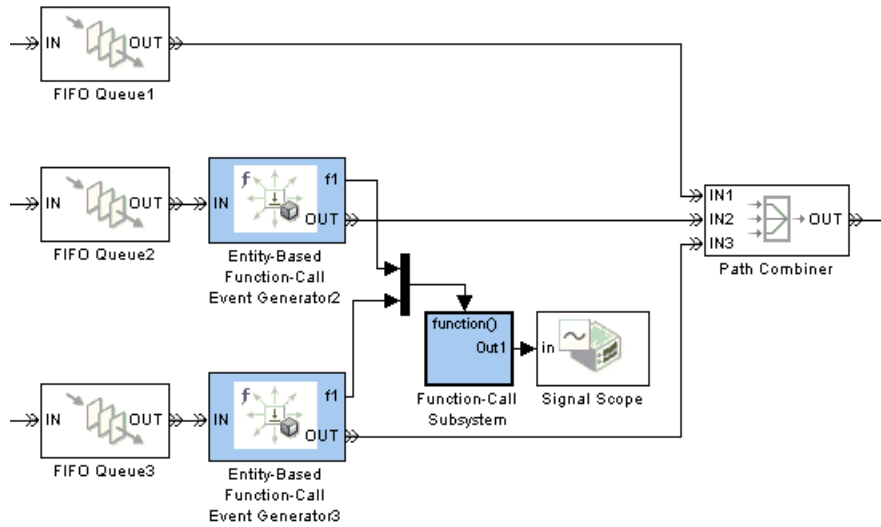 IN OUT
FIFO Queue1
IN OUT
FIFO Queue2
f
f1
IN
OUT
Entity-Based
Function-Call
Event Generator2
IN1
IN2 OUT
IN3
Path Combiner
function()
Out1
Function-Call
Subsystem
in
Signal Scope
IN OUT
FIFO Queue3
f
f1
IN
OUT
Entity-Based
Function-Call
Event Generator3